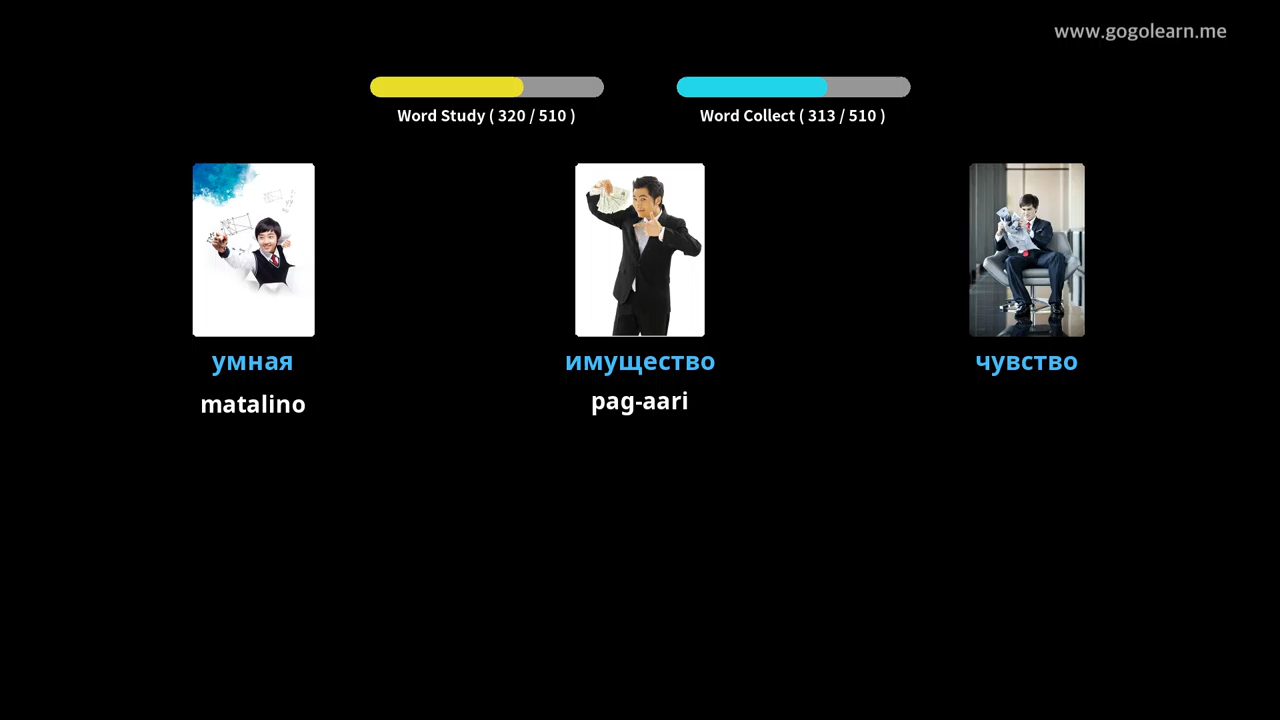 www.gogolearn.me
Word Study ( 320 / 510 )
Word Collect ( 313 / 510 )
умная
имущество
чувство
matalino
pag-aari